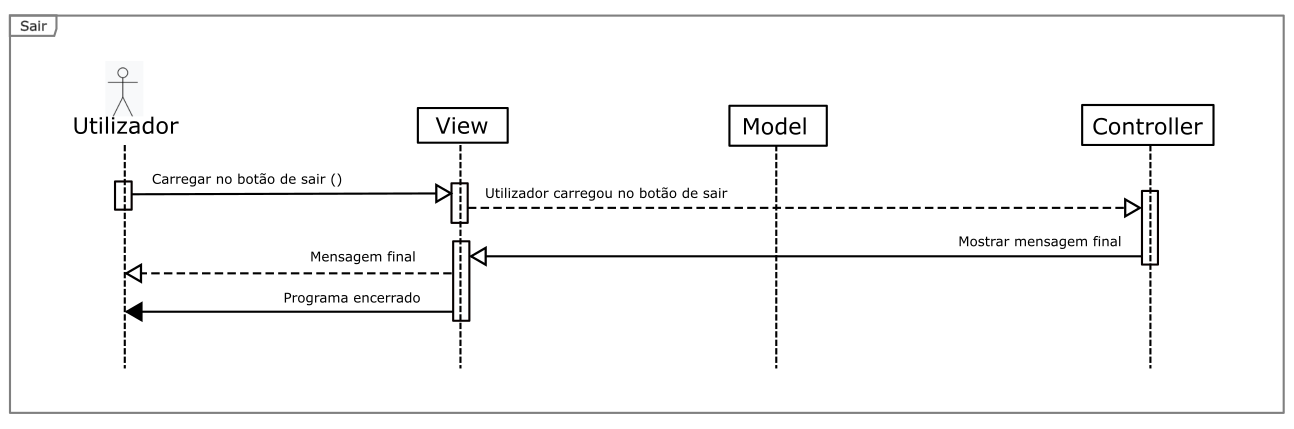 Sair
Utilizador
View
Model
Controller
Carregar no botão de sair ()
Utilizador carregou no botão de sair
Mostrar mensagem final
Mensagem final
Programa encerrado